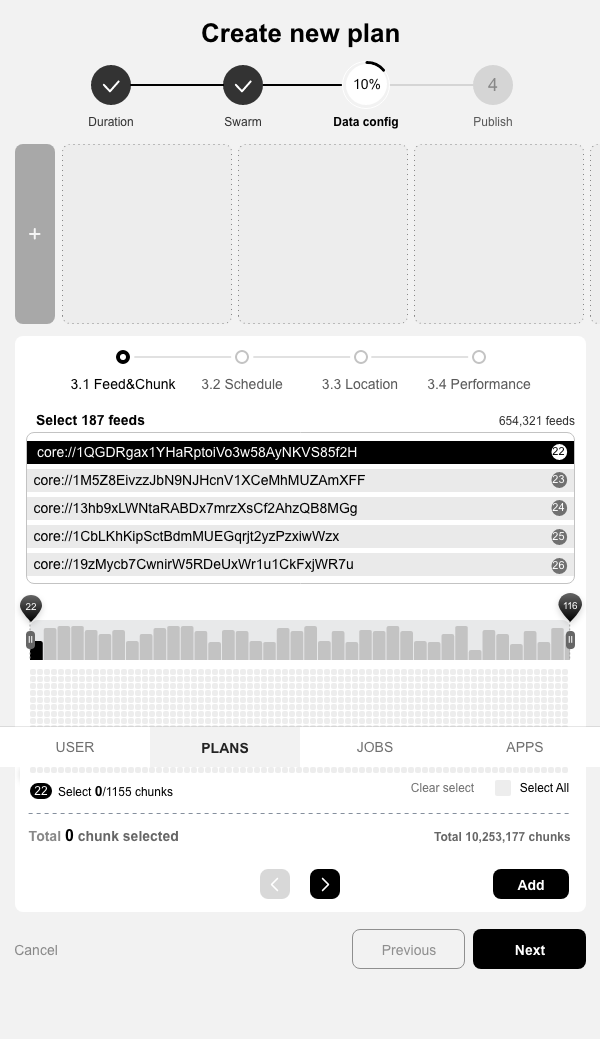 Create new plan
10%
4
Duration
Swarm
Data config
Publish
+
3.1 Feed&Chunk
3.2 Schedule
3.3 Location
3.4 Performance
Select 187 feeds
654,321 feeds
core://1QGDRgax1YHaRptoiVo3w58AyNKVS85f2H
22
core://1M5Z8EivzzJbN9NJHcnV1XCeMhMUZAmXFF
23
core://13hb9xLWNtaRABDx7mrzXsCf2AhzQB8MGg
24
core://1CbLKhKipSctBdmMUEGqrjt2yzPzxiwWzx
25
core://19zMycb7CwnirW5RDeUxWr1u1CkFxjWR7u
26
22
116
USER
PLANS
JOBS
APPS
22 Select 0/1155 chunks
Clear select
Select All
Total 0 chunk selected
Total 10,253,177 chunks
Add
Cancel
Previous
Next